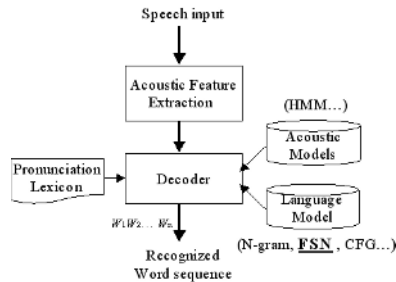 Speech input
Acoustic Feature
Extraction
(HMM...)
Acoustic
Models
Pronunciation
Lexicon
Decoder
Language
Model
W1W2... Wn
(N-gram, FSN , CFG...)
Recognized
Word sequence